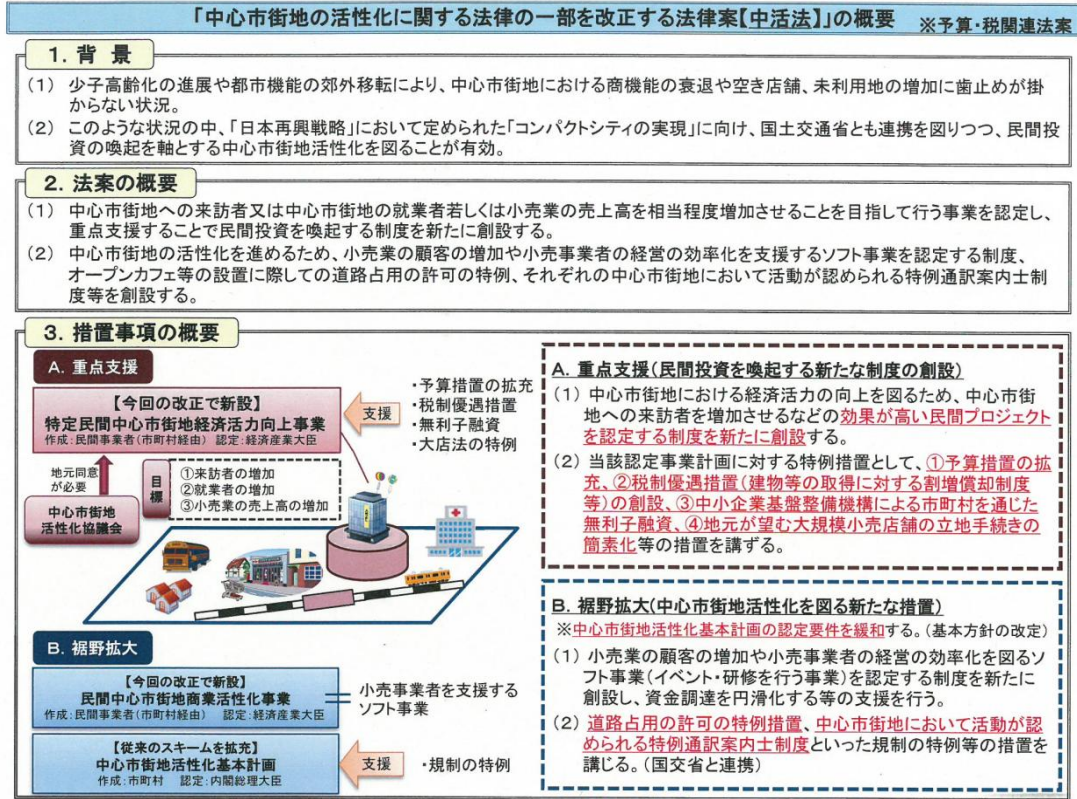 「中心市街地の活性化に関する法律の一部を改正する法律案【中活法】」の概要
※予算・税関連法案
1. 背 景
(1) 少子高齢化の進展や都市機能の郊外移転により、中心市街地における商機能の衰退や空き店舗、未利用地の増加に歯止めが掛
からない状況。
(2) このような状況の中、「日本再興戦略」において定められた「コンパクトシティの実現」に向け、国土交通省とも連携を図りつつ、民間投
資の喚起を軸とする中心市街地活性化を図ることが有効。
2. 法案の概要
(1) 中心市街地への来訪者又は中心市街地の就業者若しくは小売業の売上高を相当程度増加させることを目指して行う事業を認定し、
重点支援することで民間投資を喚起する制度を新たに創設する。
(2) 中心市街地の活性化を進めるため、小売業の顧客の増加や小売事業者の経営の効率化を支援するソフト事業を認定する制度、
オープンカフェ等の設置に際しての道路占用の許可の特例、それぞれの中心市街地において活動が認められる特例通訳案内士制
度等を創設する。
3. 措置事項の概要
A. 重点支援
【今回の改正で新設】
特定民間中心市街地経済活力向上事業
作成:民間事業者(市町村経由) 認定:経済産業大臣
支援
・予算措置の拡充
・税制優遇措置
・無利子融資
・大店法の特例
地元同意
が必要
中心市街地
活性化協議会
目標
①来訪者の増加
②就業者の増加
③小売業の売上高の増加
B. 裾野拡大
【今回の改正で新設】
民間中心市街地商業活性化事業
作成:民間事業者(市町村経由) 認定:経済産業大臣
小売事業者を支援する
ソフト事業
【従来のスキームを拡充】
中心市街地活性化基本計画
作成:市町村 認定:内閣総理大臣
支援
・規制の特例
A. 重点支援(民間投資を喚起する新たな制度の創設)
(1) 中心市街地における経済活力の向上を図るため、中心市
街地への来訪者を増加させるなどの効果が高い民間プロジェクト
を認定する制度を新たに創設する。
(2) 当該認定事業計画に対する特例措置として、①予算措置の拡
充、②税制優遇措置(建物等の取得に対する割増償却制度
等)の創設、③中小企業基盤整備機構による市町村を通じた
無利子融資、④地元が望む大規模小売店舗の立地手続きの
簡素化等の措置を講ずる。
B. 裾野拡大(中心市街地活性化を図る新たな措置)
※中心市街地活性化基本計画の認定要件を緩和する。(基本方針の改定)
(1) 小売業の顧客の増加や小売事業者の経営の効率化を図るソ
フト事業(イベント・研修を行う事業)を認定する制度を新たに
創設し、資金調達を円滑化する等の支援を行う。
(2) 道路占用の許可の特例措置、中心市街地において活動が認
められる特例通訳案内士制度といった規制の特例等の措置を
講じる。(国交省と連携)